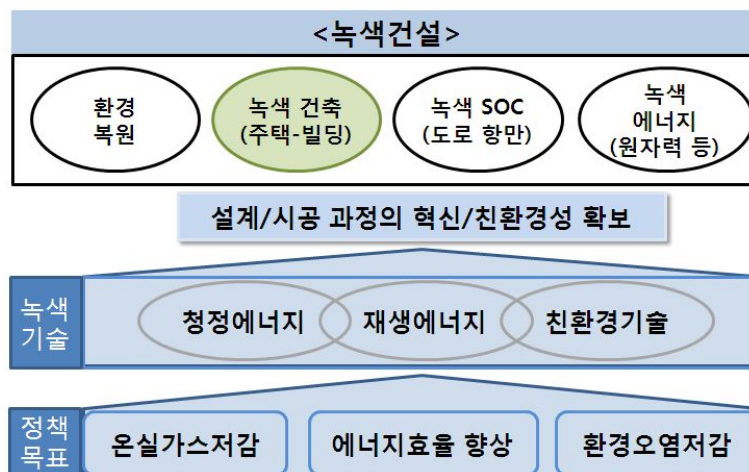 <녹색건설>
환경
복원
녹색 건축
(주택-빌딩)
녹색 SOC
(도로 항만)
녹색
에너지
(원자력 등)
설계/시공 과정의 혁신/친환경성 확보
녹색
기술
청정에너지
재생에너지
친환경기술
정책
목표
온실가스저감
에너지효율 향상
환경오염저감